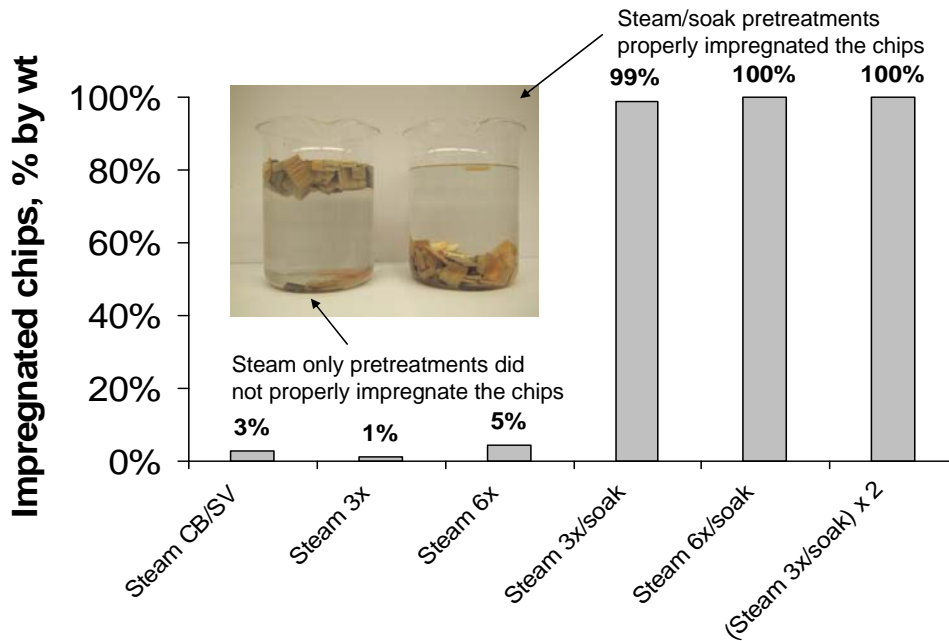 Steam/soak pretreatments
properly impregnated the chips
Impregnated chips, % by wt
100%
80%
60%
40%
20%
0%
99%
100%
100%
Steam only pretreatments did
not properly impregnate the chips
3%
1%
5%
Steam CB/SV
Steam 3x
Steam 6x
Steam 3x/soak
Steam 6x/soak
(Steam 3x/soak) x 2